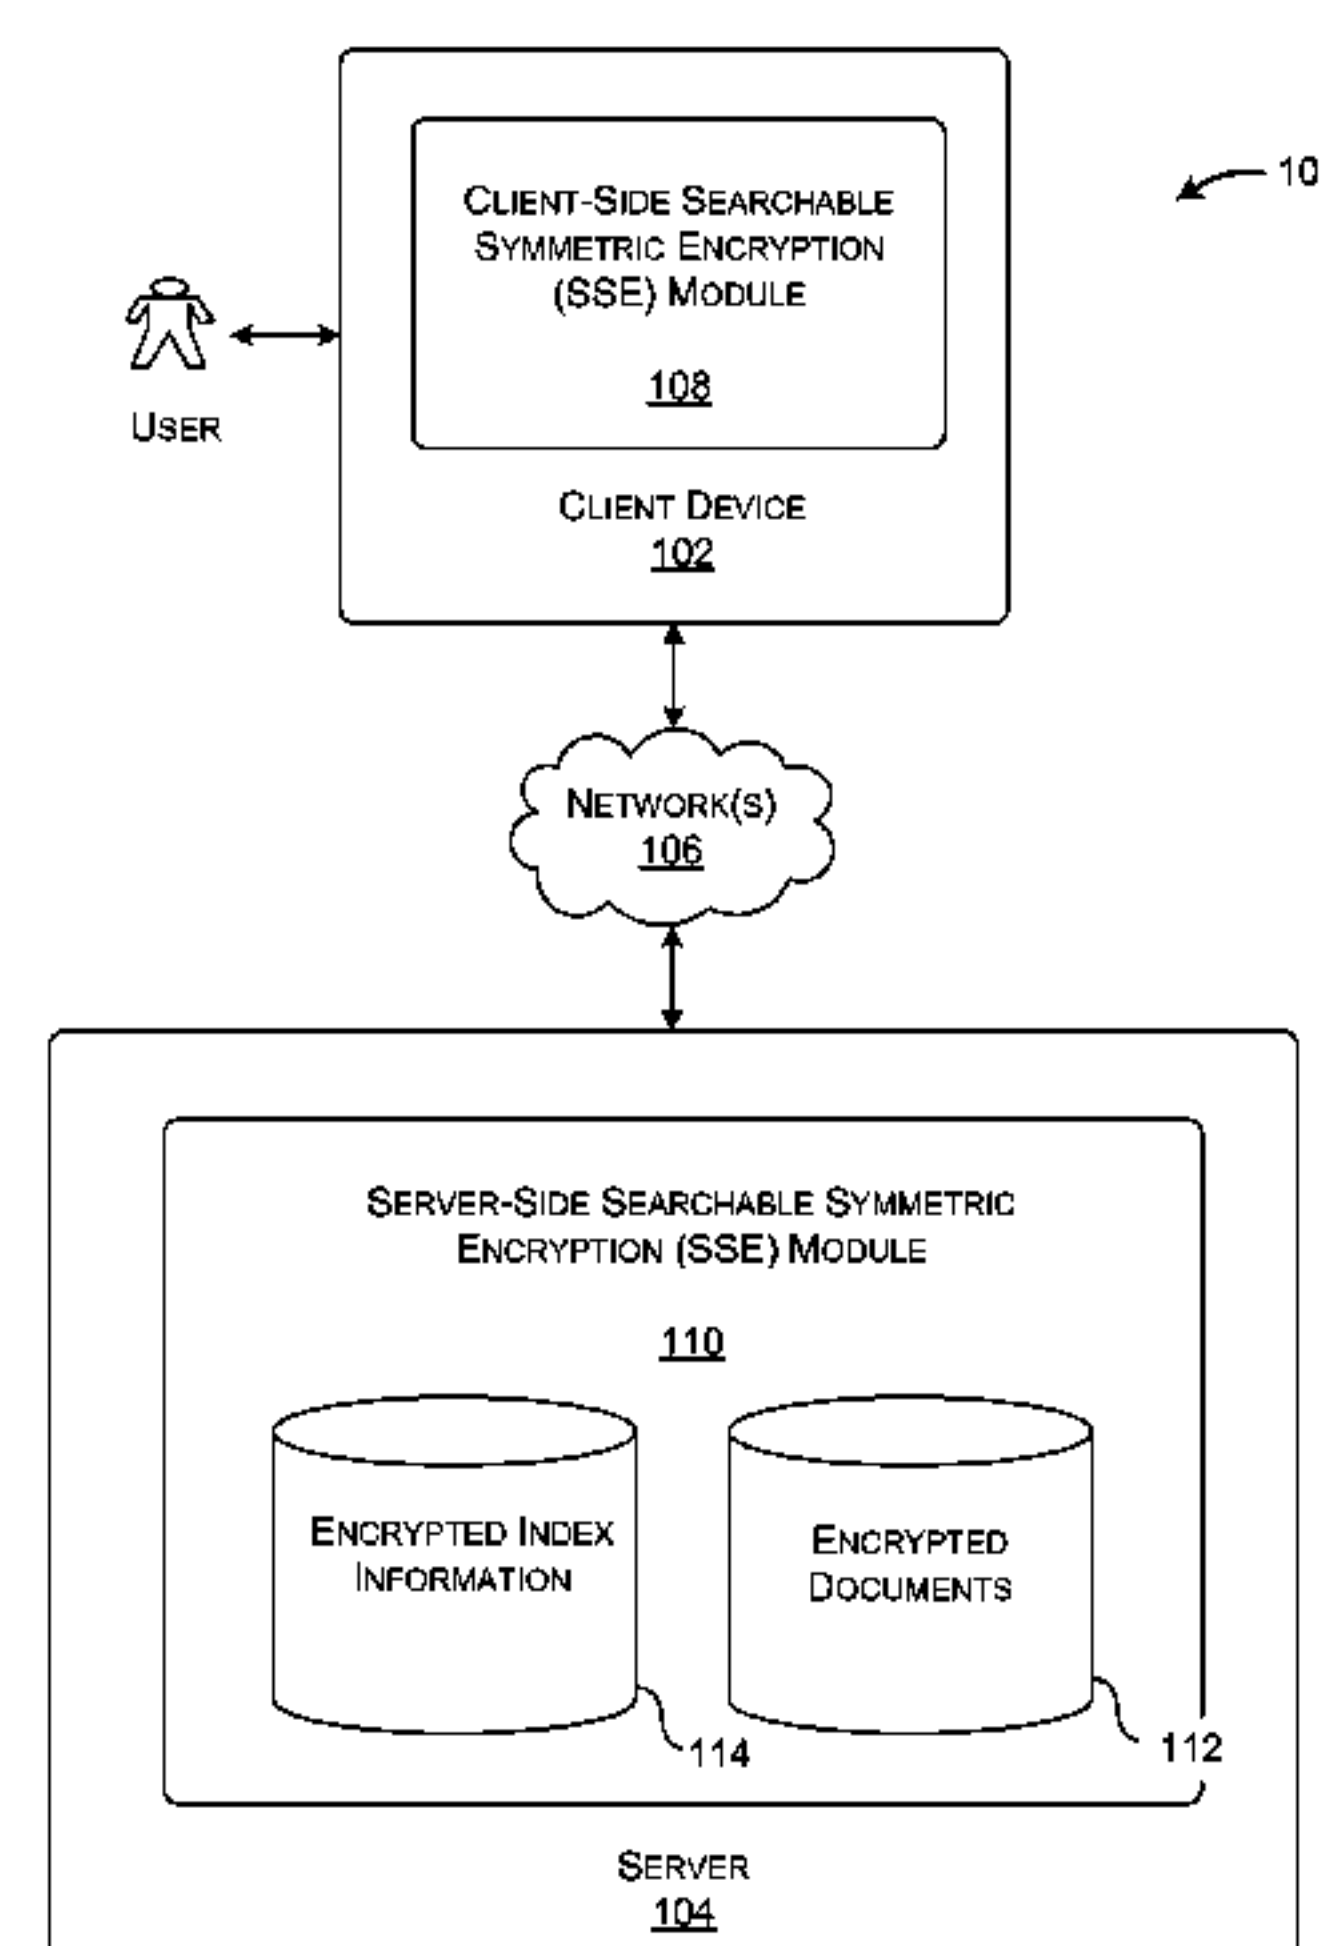 10
CLIENT-SIDE SEARCHABLE
SYMMETRIC ENCRYPTION
(SSE) MODULE
108
USER
CLIENT DEVICE
102
NETWORK(S)
106
SERVER-SIDE SEARCHABLE SYMMETRIC
ENCRYPTION (SSE) MODULE
110
ENCRYPTED INDEX
INFORMATION
ENCRYPTED
DOCUMENTS
114
112
SERVER
104